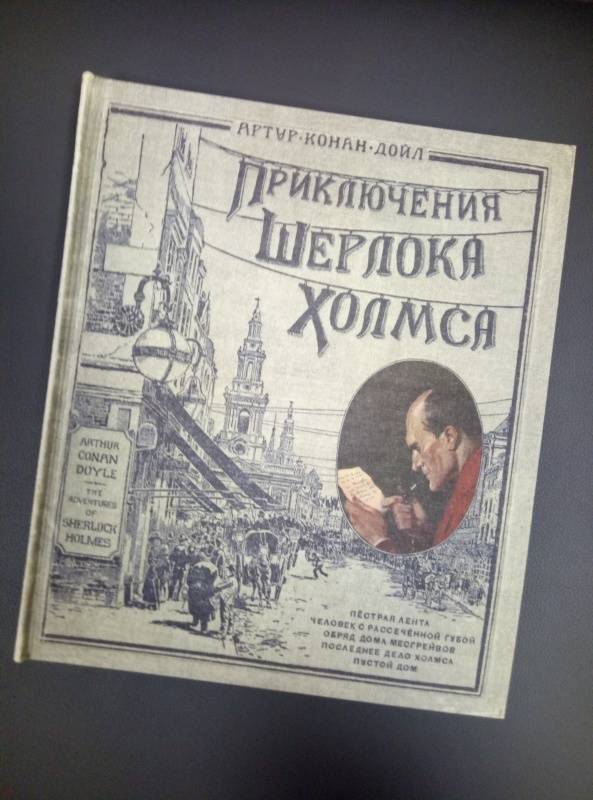 АРТУР·КОНАН·ДОЙЛ
ПРИКЛЮЧЕНИЯ
ШЕРЛОКА
ХОЛМСА
ARTHUR
CONAN
DOYLE
THE
ADVENTURES
OF
SHERLOCK
HOLMES
ПЁСТРАЯ ЛЕНТА
ЧЕЛОВЕК С РАССЕЧЁННОЙ ГУБОЙ
ОБРЯД ДОМА МЕСГРЕЙВОВ
ПОСЛЕДНЕЕ ДЕЛО ХОЛМСА
ПУСТОЙ ДОМ